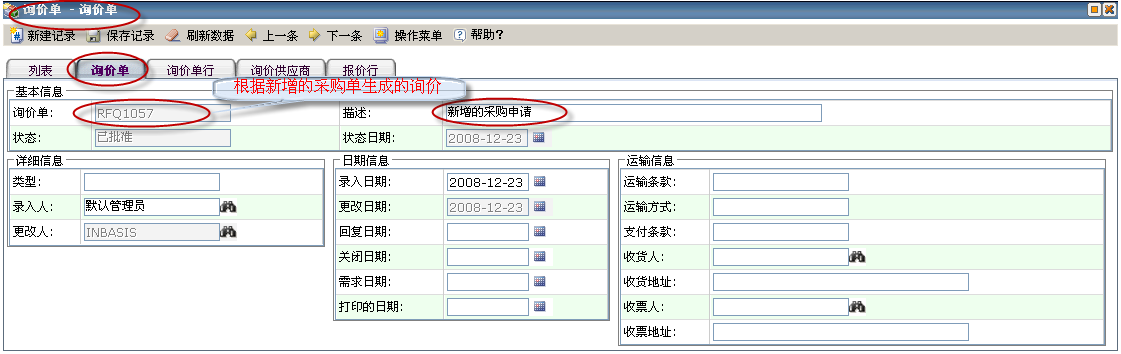 询价单 - 询价单
新建记录 保存记录 刷新数据 上一条 下一条 操作菜单 帮助?
列表 询价单 询价单行 询价供应商 报价行
根据新增的采购单生成的询价
基本信息
询价单: RFQ1057 描述: 新增的采购申请
状态: 已批准 状态日期: 2008-12-23
详细信息 日期信息 运输信息
类型: 录入日期: 2008-12-23 运输条款:
录入人: 默认管理员 更改日期: 2008-12-23 运输方式:
更改人: INBASIS 回复日期: 支付条款:
关闭日期: 收货人:
需求日期: 收货地址:
打印的日期: 收票人:
收票地址: